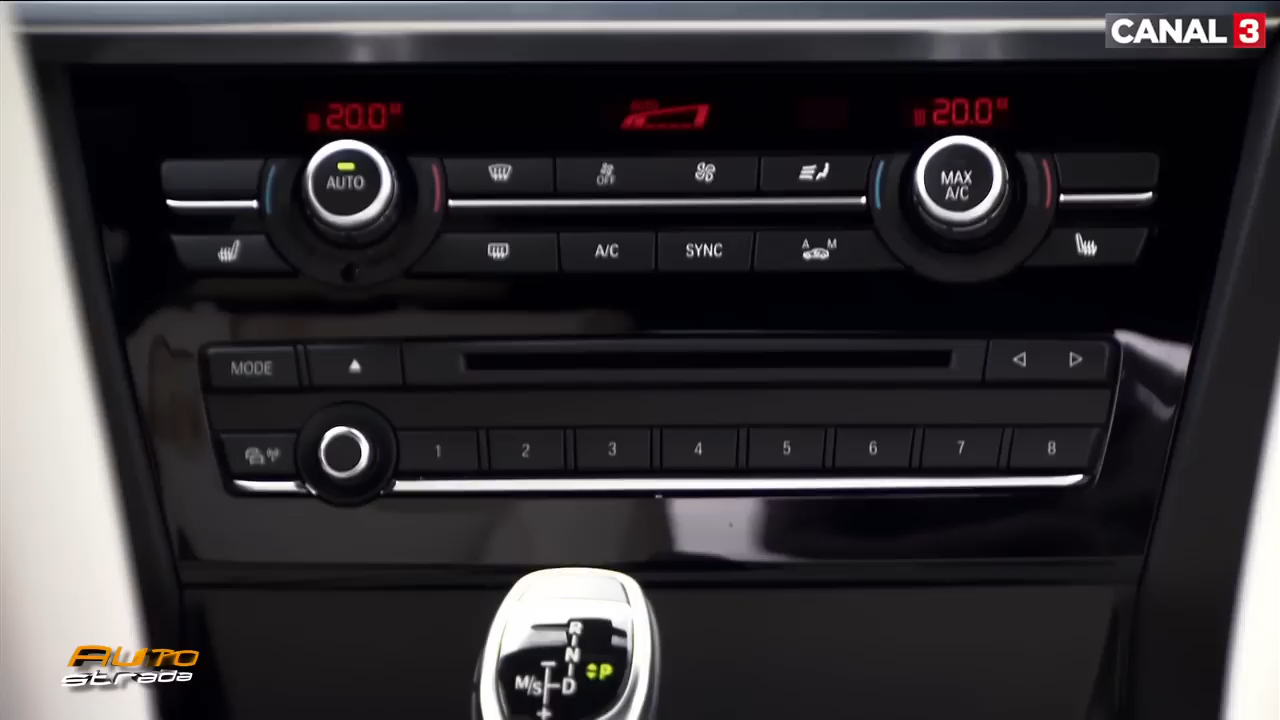 CANAL 3
20.0
AUTO
20.0
AUTO
OFF
MAX
A/C
A/C
SYNC
A M
MODE
1 2 3 4 5 6 7 8
R
N
D
P
M/S
+
Auto
strada